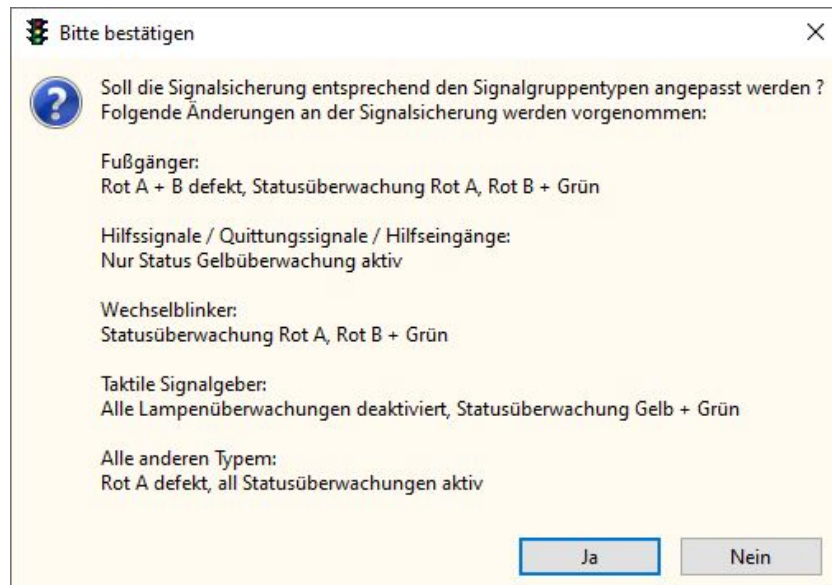 Bitte bestätigen
Soll die Signalsicherung entsprechend den Signalgruppentypen angepasst werden ?
Folgende Änderungen an der Signalsicherung werden vorgenommen:
Fußgänger:
Rot A + B defekt, Statusüberwachung Rot A, Rot B + Grün
Hilfssignale / Quittungssignale / Hilfseingänge:
Nur Status Gelbüberwachung aktiv
Wechselblinker:
Statusüberwachung Rot A, Rot B + Grün
Taktile Signalgeber:
Alle Lampenüberwachungen deaktiviert, Statusüberwachung Gelb + Grün
Alle anderen Typem:
Rot A defekt, all Statusüberwachungen aktiv
Ja Nein